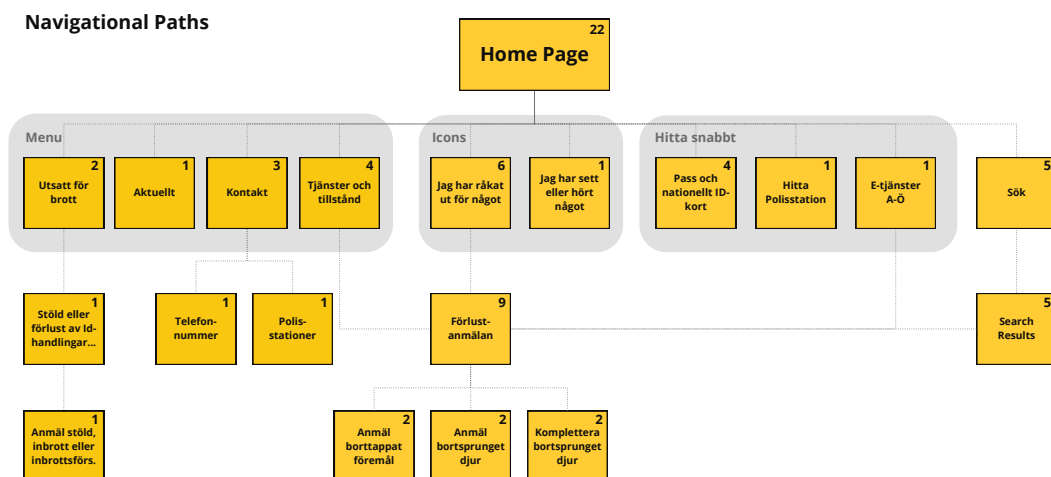 Navigational Paths
22
Home Page
Menu
Icons
Hitta snabbt
2
Utsatt för
brott
1
Aktuellt
3
Kontakt
4
Tjänster och
tillstånd
6
Jag har råkat
ut för något
1
Jag har sett
eller hört
något
4
Pass och
nationellt ID-
kort
1
Hitta
Polisstation
1
E-tjänster
A-Ö
5
Sök
1
Stöld eller
förlust av Id-
handlingar...
1
Telefon-
nummer
1
Polis-
stationer
9
Förlust-
anmälan
5
Search
Results
1
Anmäl stöld,
inbrott eller
inbrottsförs.
2
Anmäl
borttappat
föremål
2
Anmäl
bortsprunget
djur
2
Komplettera
bortsprunget
djur